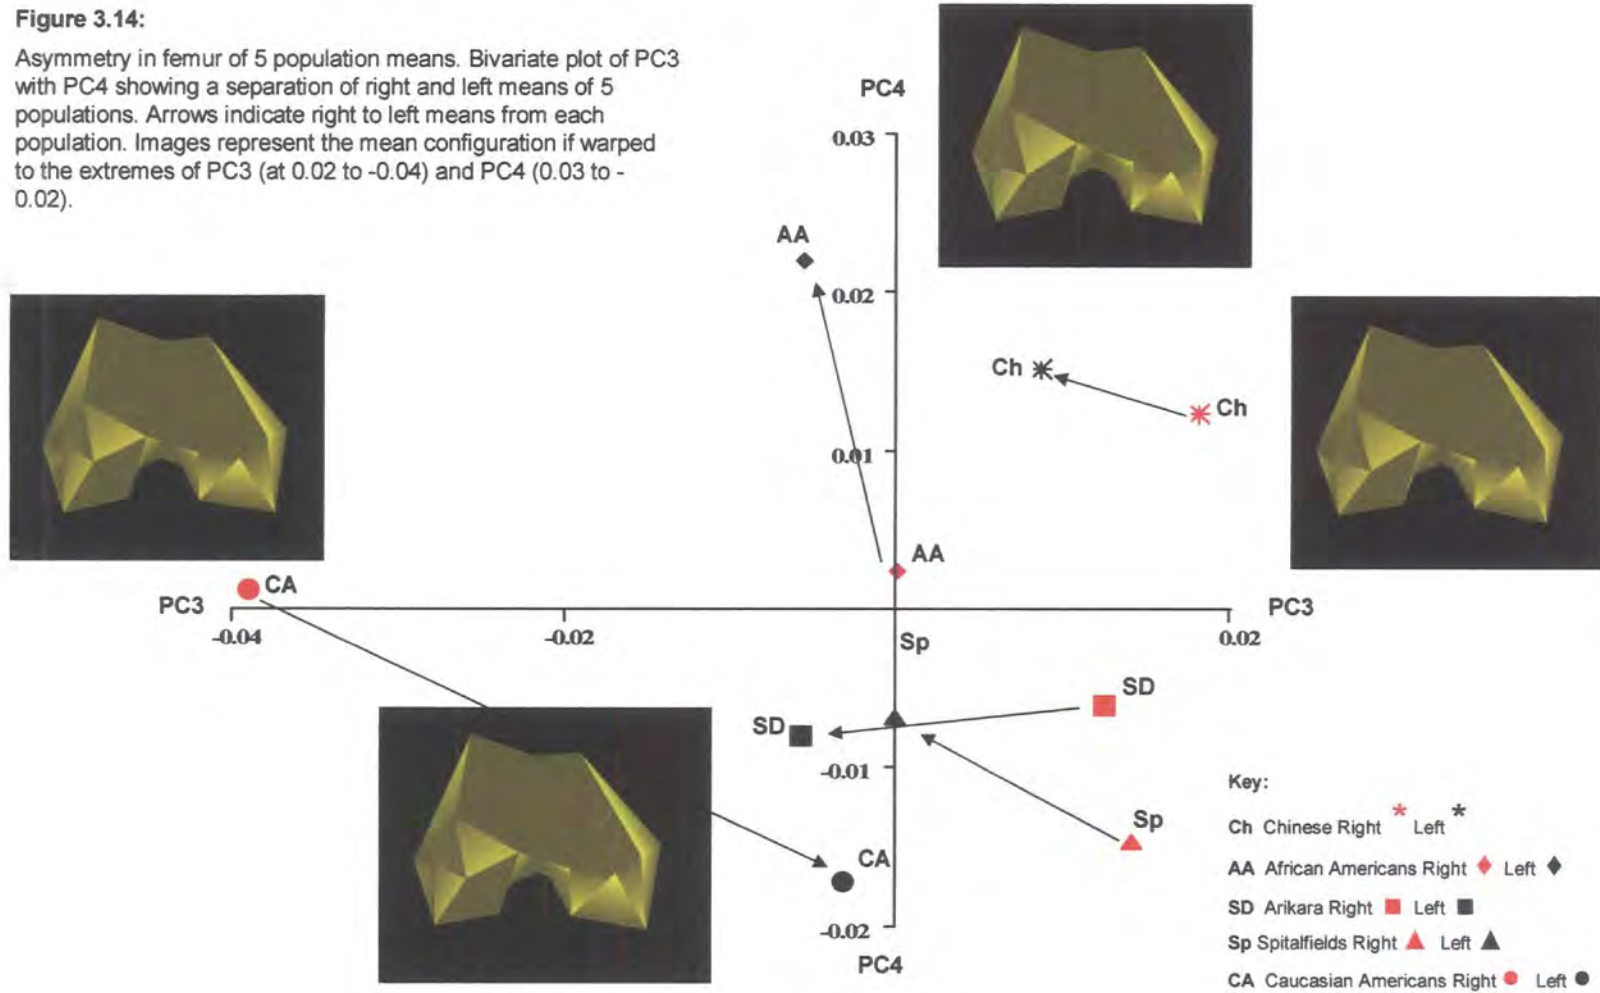 Figure 3.14:
Asymmetry in femur of 5 population means. Bivariate plot of PC3
with PC4 showing a separation of right and left means of 5
populations. Arrows indicate right to left means from each
population. Images represent the mean configuration if warped
to the extremes of PC3 (at 0.02 to -0.04) and PC4 (0.03 to -
0.02).
PC4
0.03
AA
0.02
Ch
Ch
0.01
AA
CA
PC3
PC3
-0.04
-0.02
0.02
Sp
SD
SD
-0.01
Sp
CA
-0.02
PC4
Key:
Ch Chinese Right * Left *
AA African Americans Right ♦ Left ♦
SD Arikara Right ■ Left ■
Sp Spitalfields Right ▲ Left ▲
CA Caucasian Americans Right ● Left ●